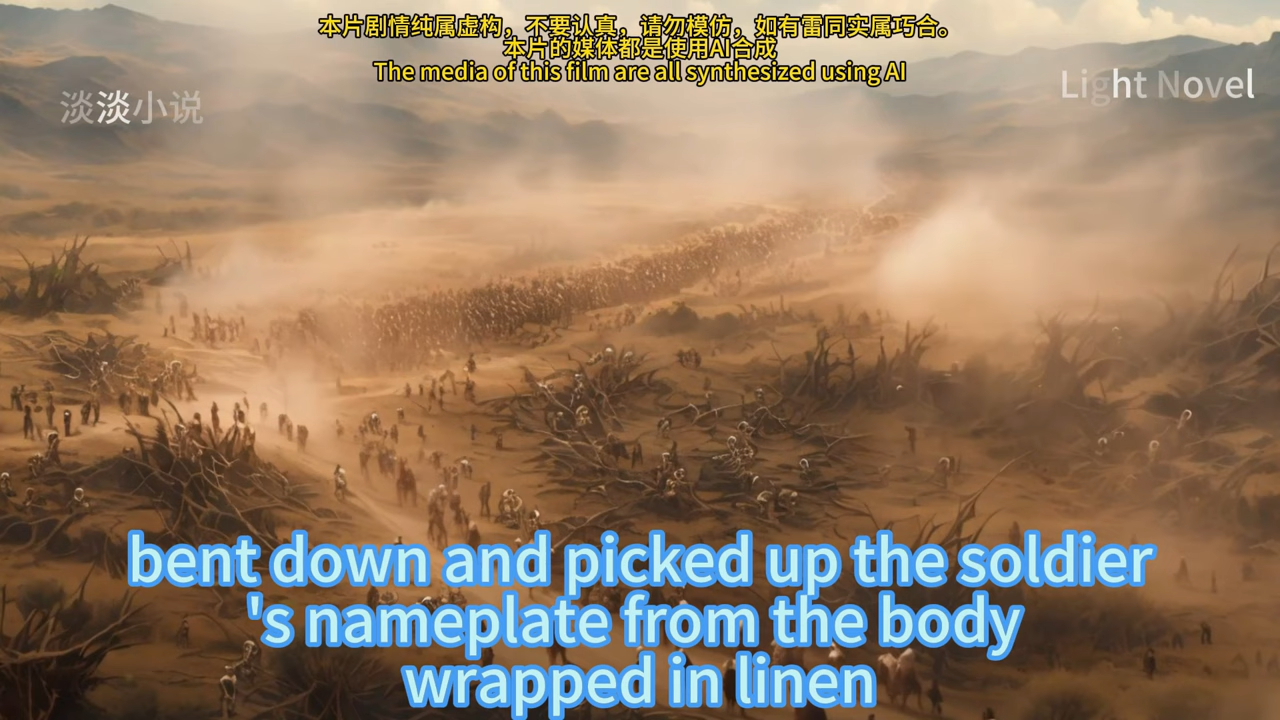 本片剧情纯属虚构，不要认真，请勿模仿，如有雷同实属巧合。
本片的媒体都是使用AI合成
The media of this film are all synthesized using AI
淡淡小说
Light Novel
bent down and picked up the soldier
's nameplate from the body
wrapped in linen